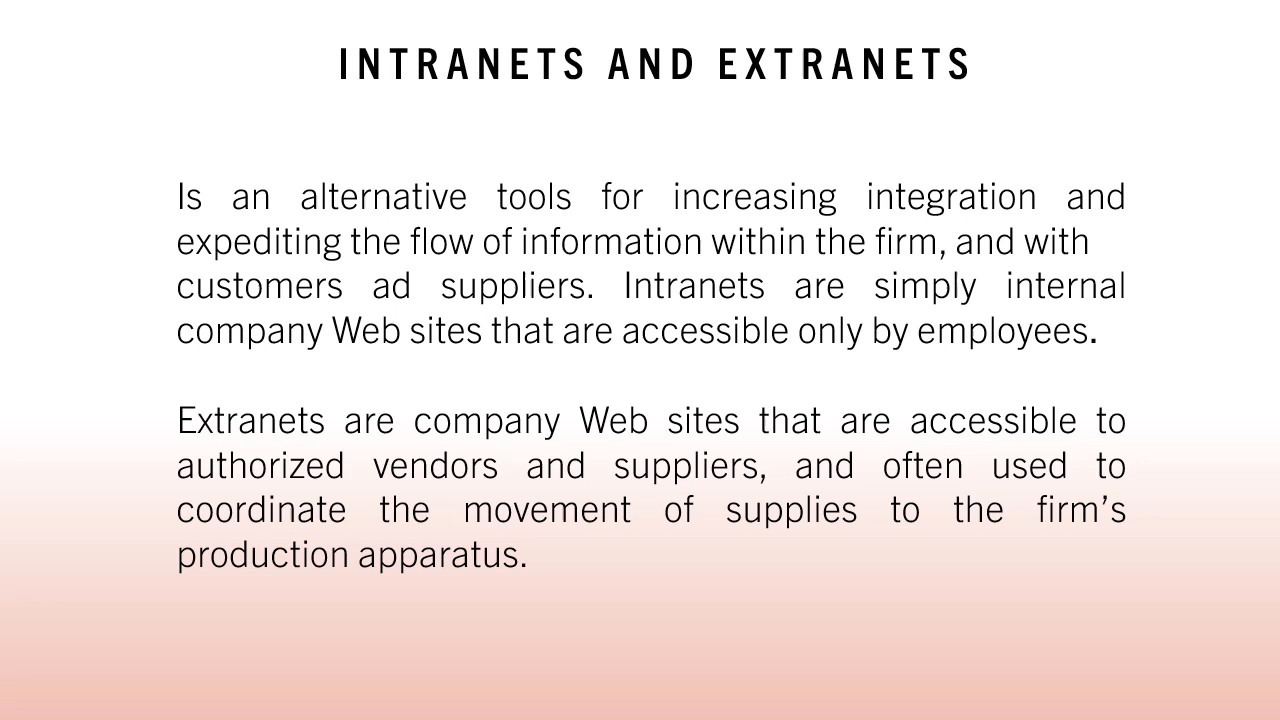 INTRANETS AND EXTRANETS
Is an alternative tools for increasing integration and
expediting the flow of information within the firm, and with
customers ad suppliers. Intranets are simply internal
company Web sites that are accessible only by employees.
Extranets are company Web sites that are accessible to
authorized vendors and suppliers, and often used to
coordinate the movement of supplies to the firm’s
production apparatus.